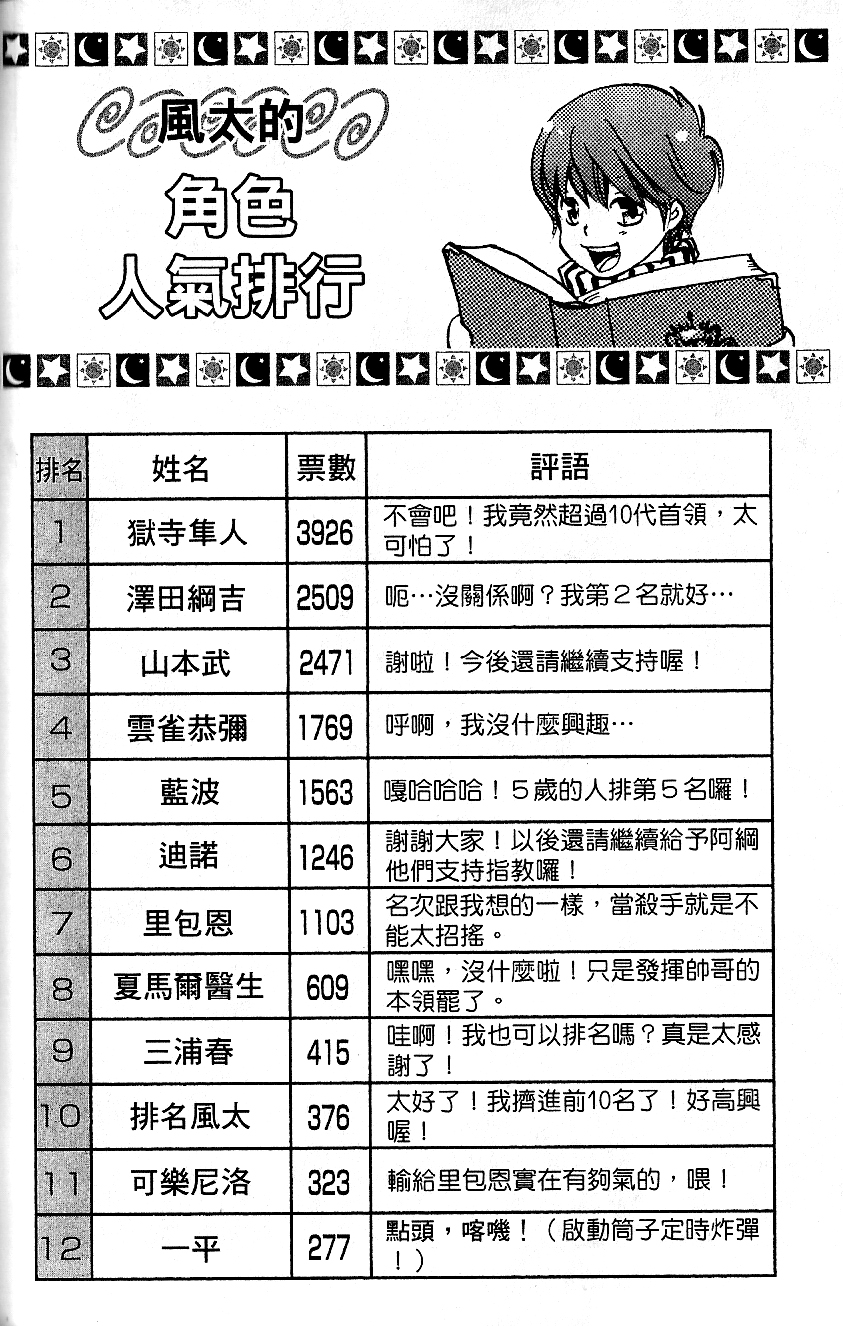 風太的
角色
人氣排行
排名 姓名 票數 評語
1 獄寺隼人 3926 不會吧！我竟然超過10代首領，太
可怕了！
2 澤田綱吉 2509 呃…沒關係啊？我第２名就好…
3 山本武 2471 謝啦！今後還請繼續支持喔！
4 雲雀恭彌 1769 呼啊，我沒什麼興趣…
5 藍波 1563 嘎哈哈哈！５歲的人排第５名囉！
6 迪諾 1246 謝謝大家！以後還請繼續給予阿綱
他們支持指教囉！
7 里包恩 1103 名次跟我想的一樣，當殺手就是不
能太招搖。
8 夏馬爾醫生 609 嘿嘿，沒什麼啦！只是發揮帥哥的
本領罷了。
9 三浦春 415 哇啊！我也可以排名嗎？真是太感
謝了！
10 排名風太 376 太好了！我擠進前10名了！好高興
喔！
11 可樂尼洛 323 輸給里包恩實在有夠氣的，喂！
12 一平 277 點頭，喀嘰！（啟動筒子定時炸彈
！）